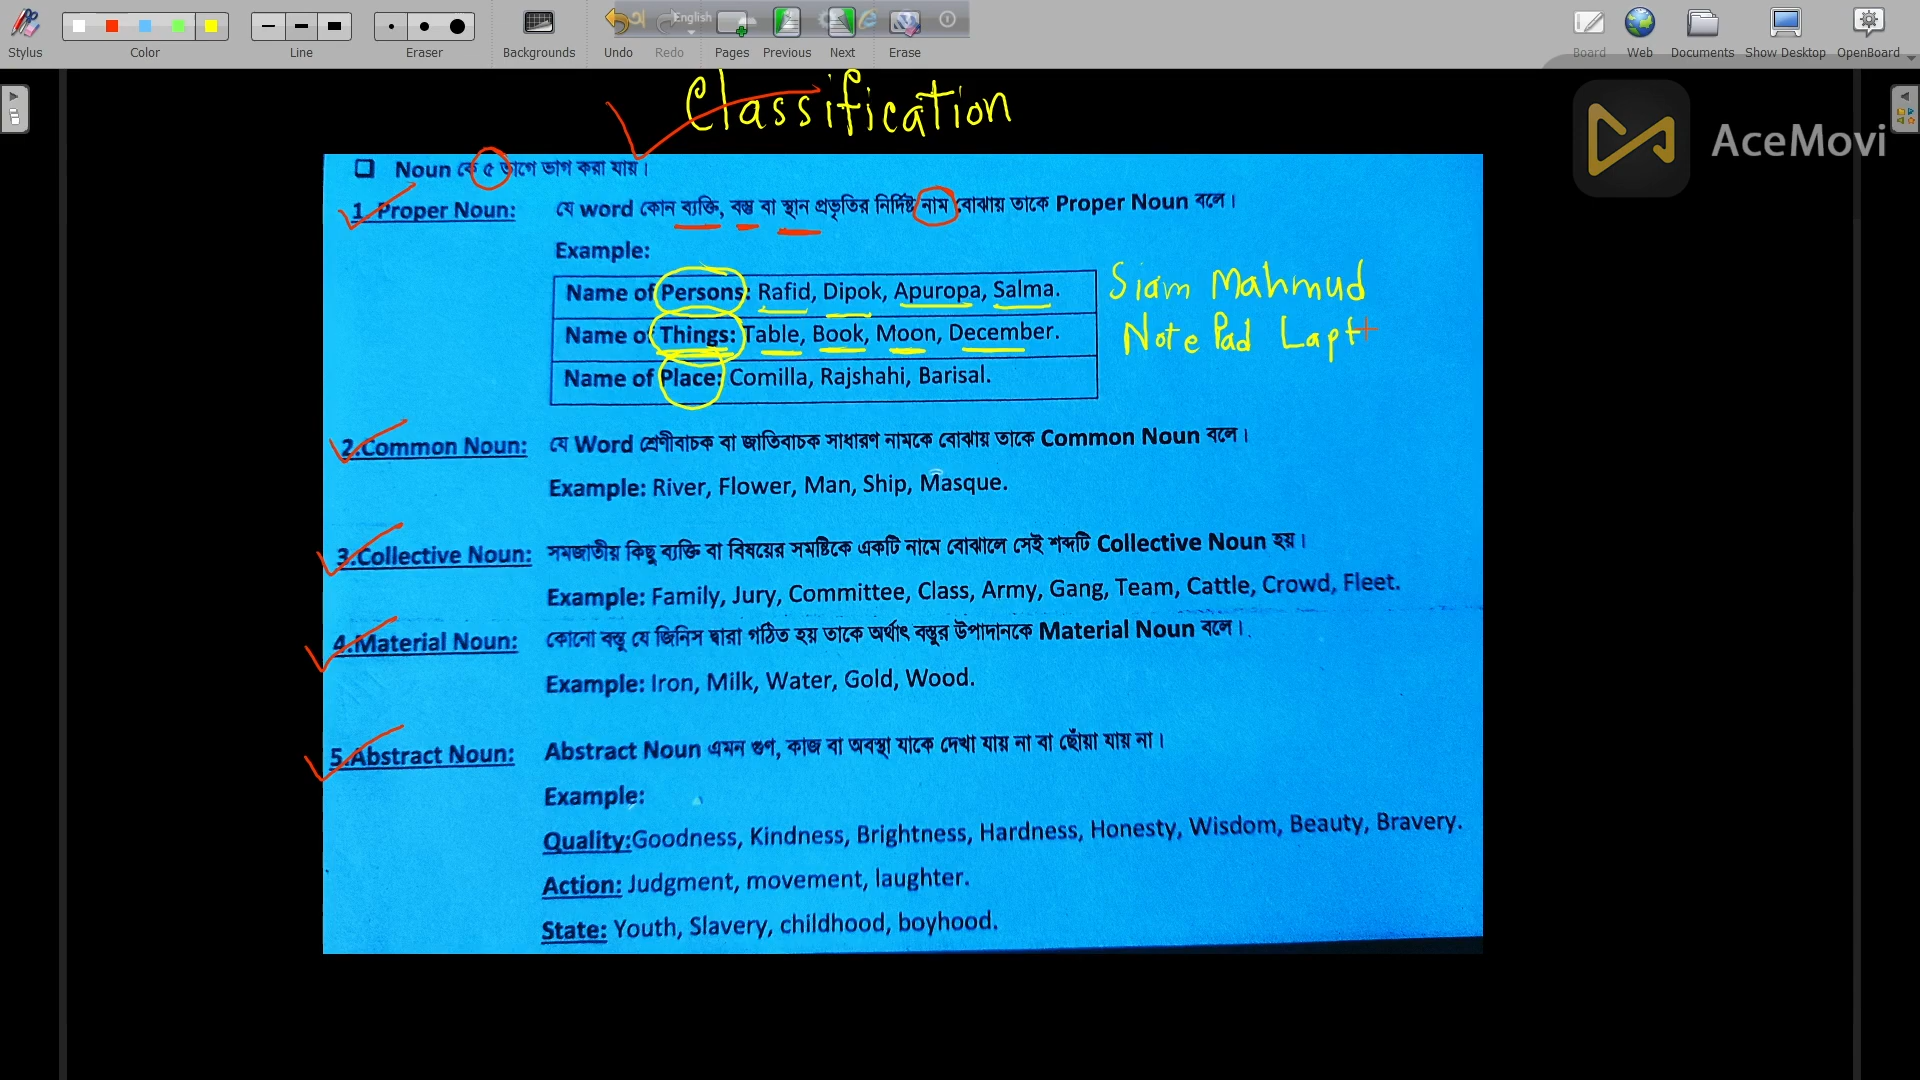 Stylus Color Line Eraser Backgrounds Undo Redo Pages Previous Next Erase Board Web Documents Show Desktop OpenBoard
English
AceMovi
Classification
Noun কে ৫ ভাগে ভাগ করা যায়।
1. Proper Noun: যে word কোন ব্যক্তি, বস্তু বা স্থান প্রভৃতির নির্দিষ্ট নাম বোঝায় তাকে Proper Noun বলে।
Example:
Name of Persons: Rafid, Dipok, Apuropa, Salma. Siam Mahmud
Name of Things: Table, Book, Moon, December. Note Pad Lapt
Name of Place: Comilla, Rajshahi, Barisal.
2.Common Noun: যে Word শ্রেণীবাচক বা জাতিবাচক সাধারণ নামকে বোঝায় তাকে Common Noun বলে।
Example: River, Flower, Man, Ship, Masque.
3.Collective Noun: সমজাতীয় কিছু ব্যক্তি বা বিষয়ের সমষ্টিকে একটি নামে বোঝালে সেই শব্দটি Collective Noun হয়।
Example: Family, Jury, Committee, Class, Army, Gang, Team, Cattle, Crowd, Fleet.
4.Material Noun: কোনো বস্তু যে জিনিস দ্বারা গঠিত হয় তাকে অর্থাৎ বস্তুর উপাদানকে Material Noun বলে।
Example: Iron, Milk, Water, Gold, Wood.
5.Abstract Noun: Abstract Noun এমন গুণ, কাজ বা অবস্থা যাকে দেখা যায় না বা ছোঁয়া যায় না।
Example:
Quality:Goodness, Kindness, Brightness, Hardness, Honesty, Wisdom, Beauty, Bravery.
Action: Judgment, movement, laughter.
State: Youth, Slavery, childhood, boyhood.